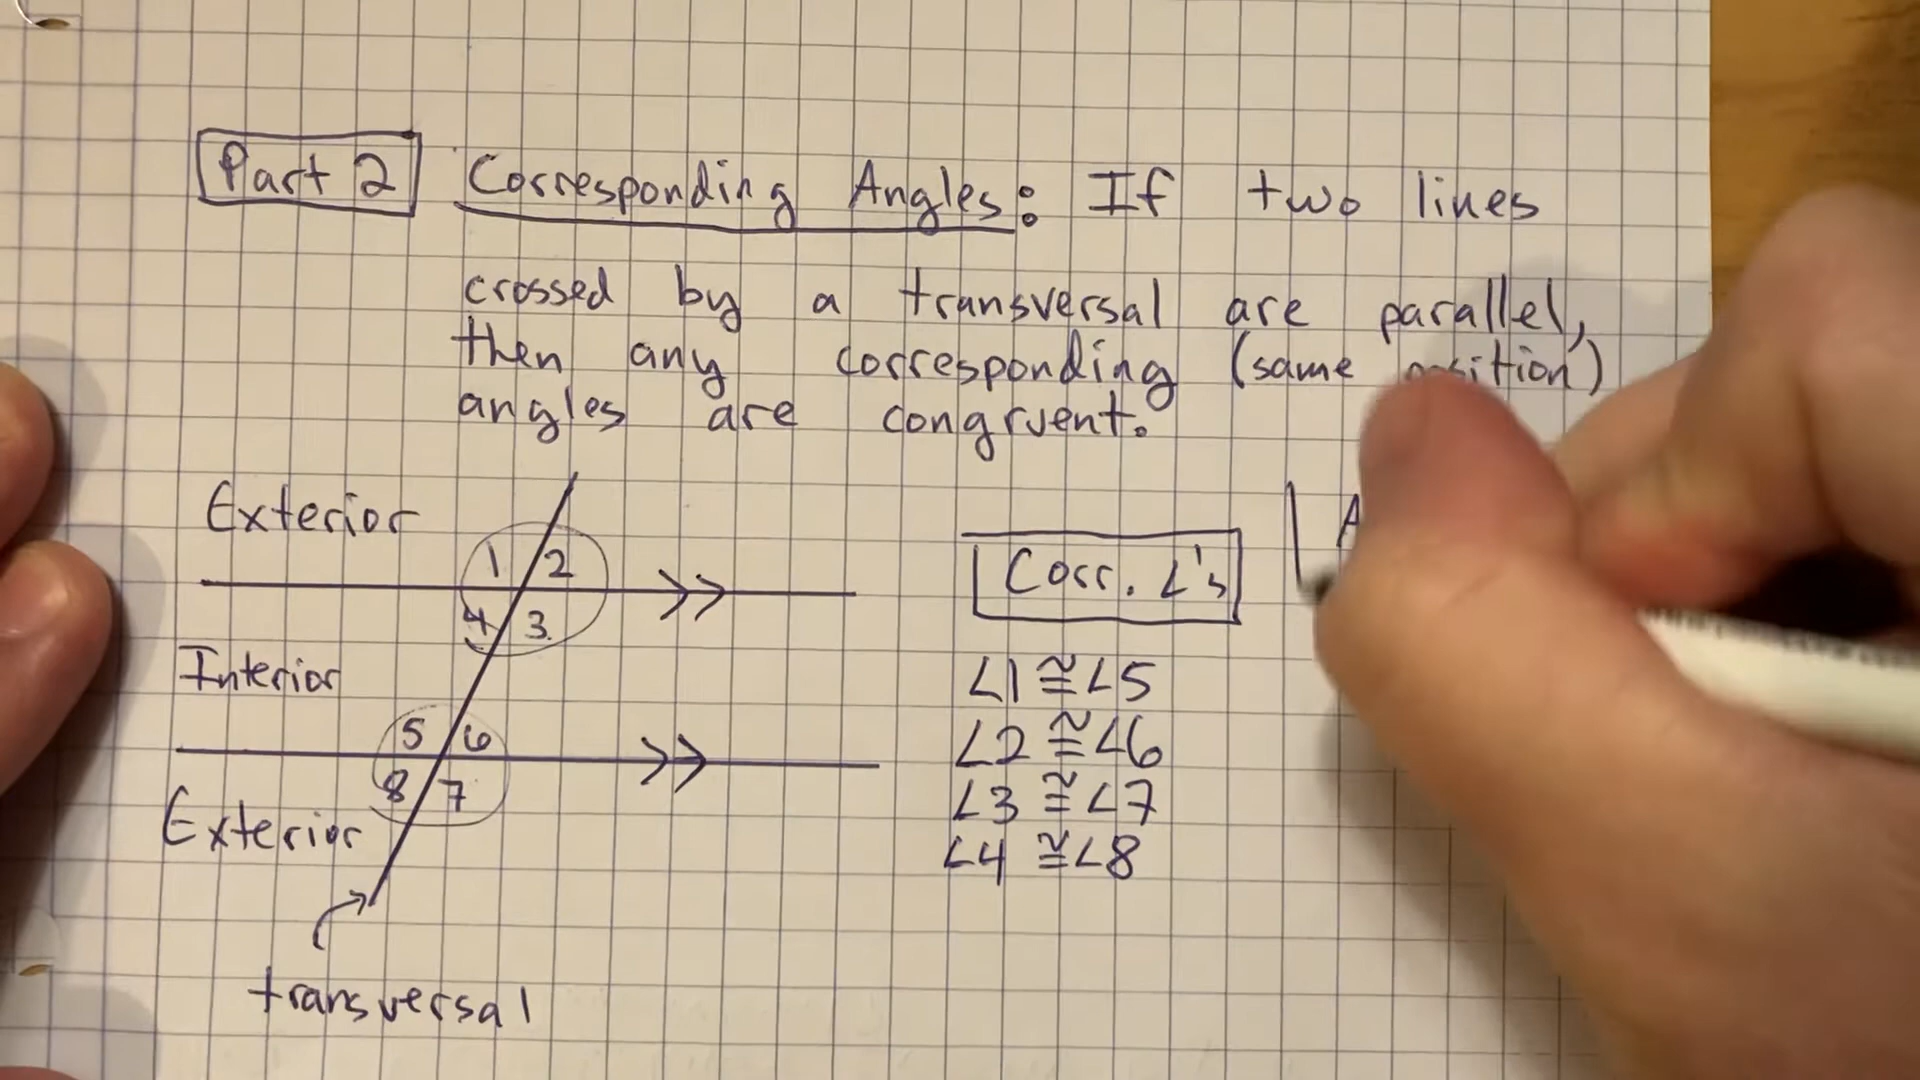 Part 2 Corresponding Angles: If two lines
crossed by a transversal are parallel,
then any corresponding (same position)
angles are congruent.
Exterior
1 2
4 3
Interior
5 6
8 7
Exterior
transversal
Corr. ∠'s
∠1 ≅ ∠5
∠2 ≅ ∠6
∠3 ≅ ∠7
∠4 ≅ ∠8